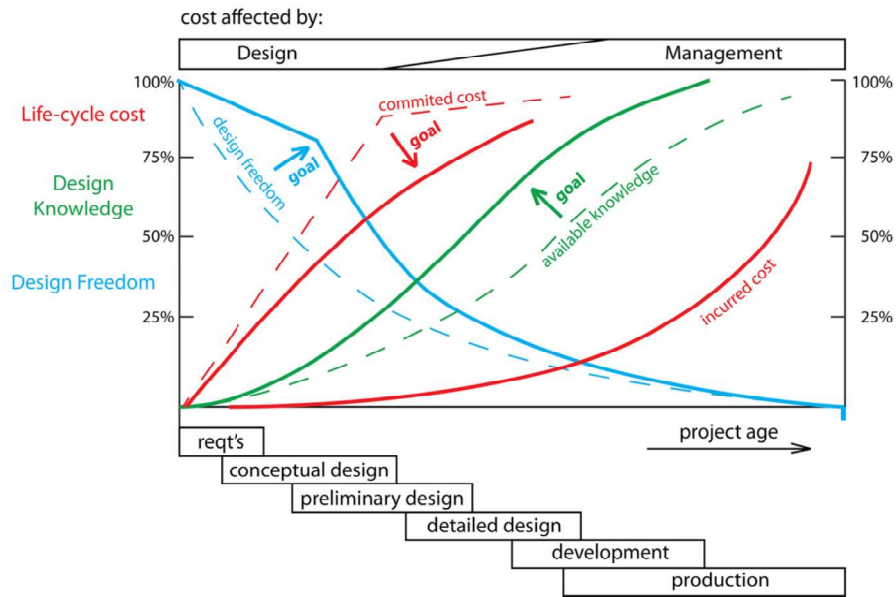 cost affected by:
Design
Management
100%
100%
Life-cycle cost
commited cost
design freedom
goal
goal
75%
75%
Design
Knowledge
goal
available knowledge
50%
50%
Design Freedom
incurred cost
25%
25%
reqt's
project age
conceptual design
preliminary design
detailed design
development
production